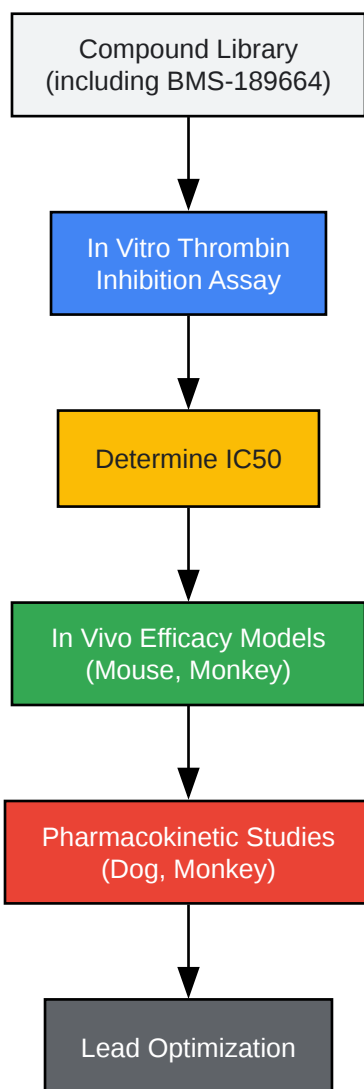 Compound Library
(including BMS-189664)
In Vitro Thrombin
Inhibition Assay
Determine IC50
In Vivo Efficacy Models
(Mouse, Monkey)
Pharmacokinetic Studies
(Dog, Monkey)
Lead Optimization